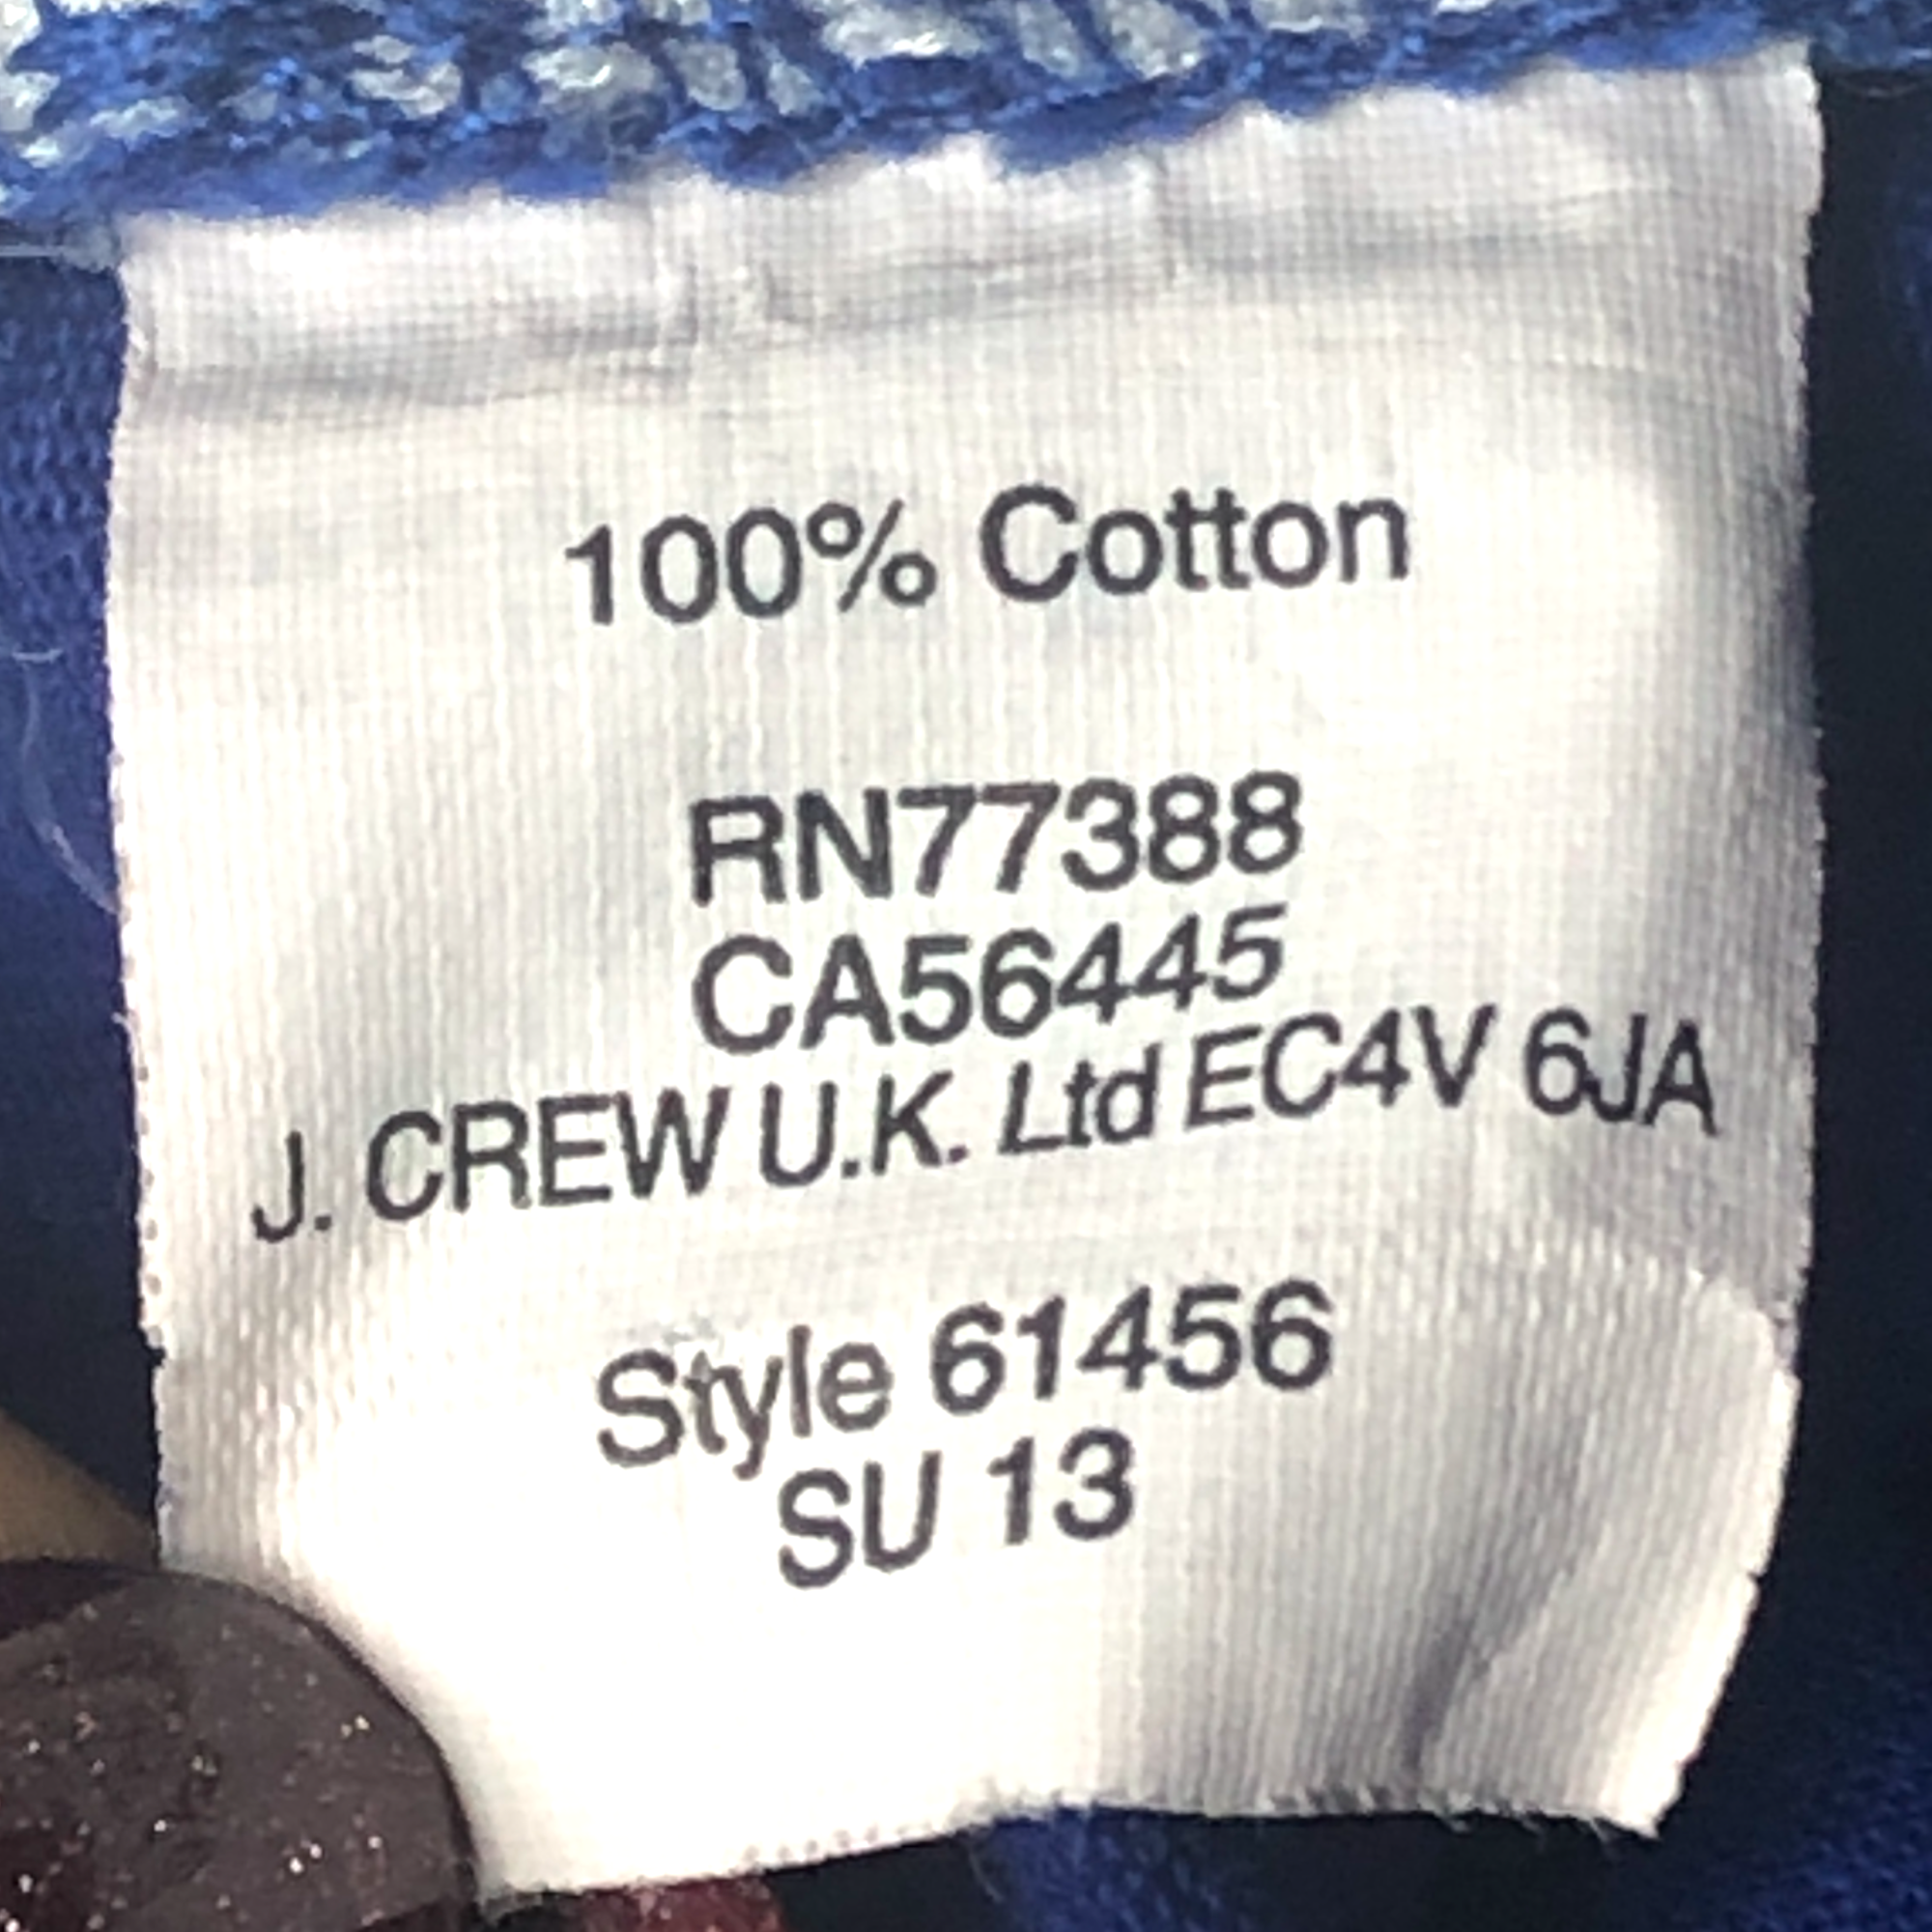 100% Cotton
RN77388
CA56445
J. CREW U.K. Ltd EC4V 6JA
Style 61456
SU 13